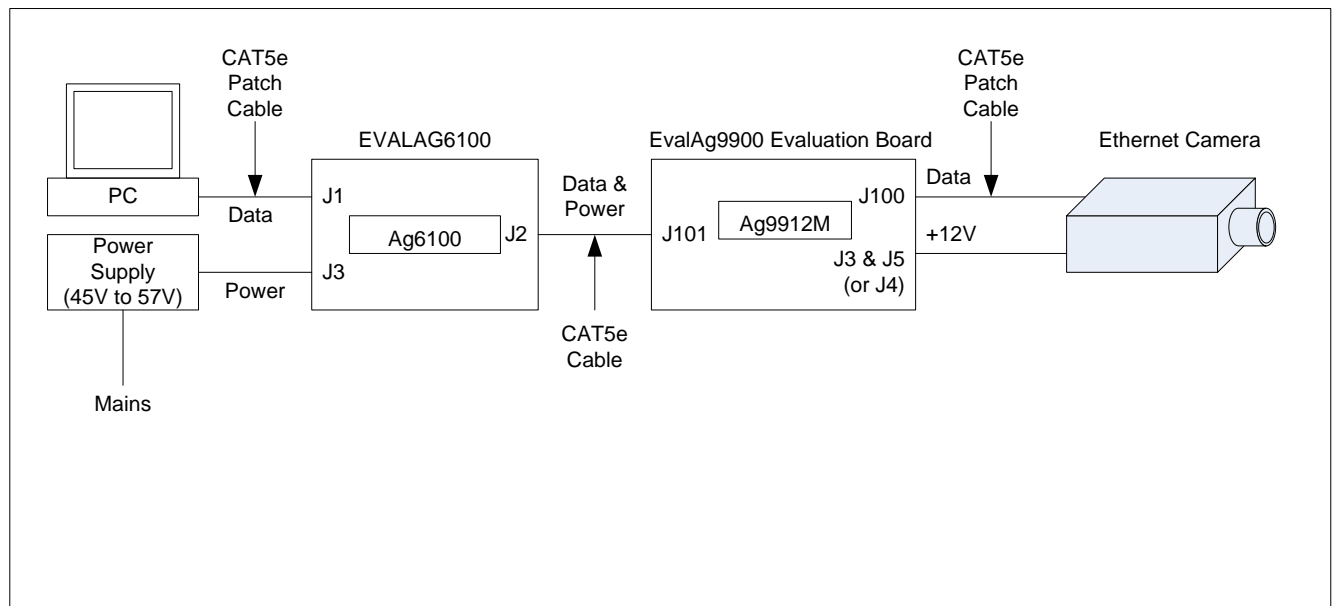 CAT5e
Patch
Cable
CAT5e
Patch
Cable
EVALAG6100
EvalAg9900 Evaluation Board
Ethernet Camera
PC
Data
J1
Ag6100
J2
Data &
Power
J101
Ag9912M
J100
Data
+12V
J3 & J5
(or J4)
Power
Supply
(45V to 57V)
Power
J3
CAT5e
Cable
Mains